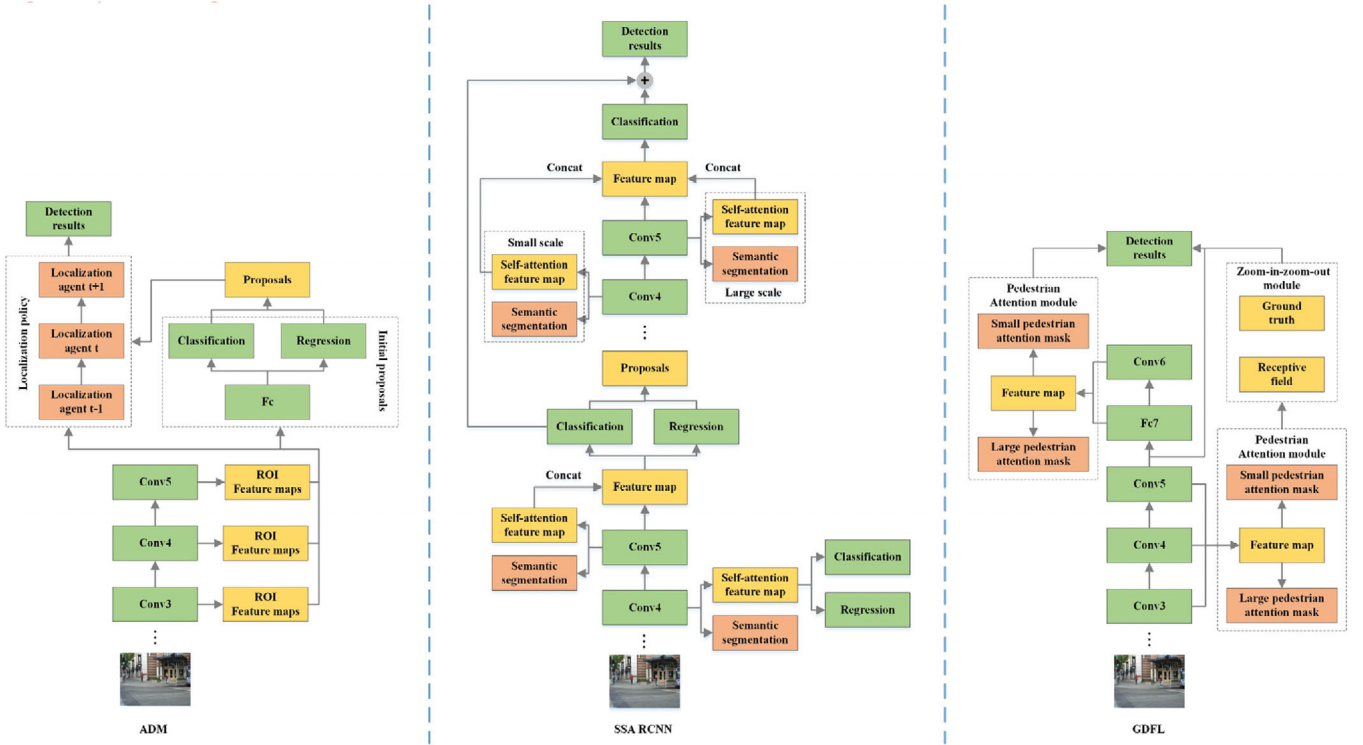 Detection
results
Localization policy
Localization
agent t+1
Localization
agent t
Localization
agent t-1
Proposals
Classification
Regression
Fc
Initial proposals
Conv5
ROI
Feature maps
Conv4
ROI
Feature maps
Conv3
ROI
Feature maps
...
ADM
Detection
results
+
Classification
Concat
Feature map
Concat
Self-attention
feature map
Conv5
Semantic
segmentation
Large scale
Small scale
Self-attention
feature map
Conv4
Semantic
segmentation
...
Proposals
Classification
Regression
Concat
Feature map
Self-attention
feature map
Conv5
Semantic
segmentation
Classification
Self-attention
feature map
Conv4
Regression
Semantic
segmentation
...
SSA RCNN
Detection
results
Pedestrian
Attention module
Small pedestrian
attention mask
Feature map
Large pedestrian
attention mask
Zoom-in-zoom-out
module
Ground
truth
Receptive
field
Conv6
Fc7
Pedestrian
Attention module
Conv5
Small pedestrian
attention mask
Conv4
Feature map
Conv3
Large pedestrian
attention mask
...
GDFL